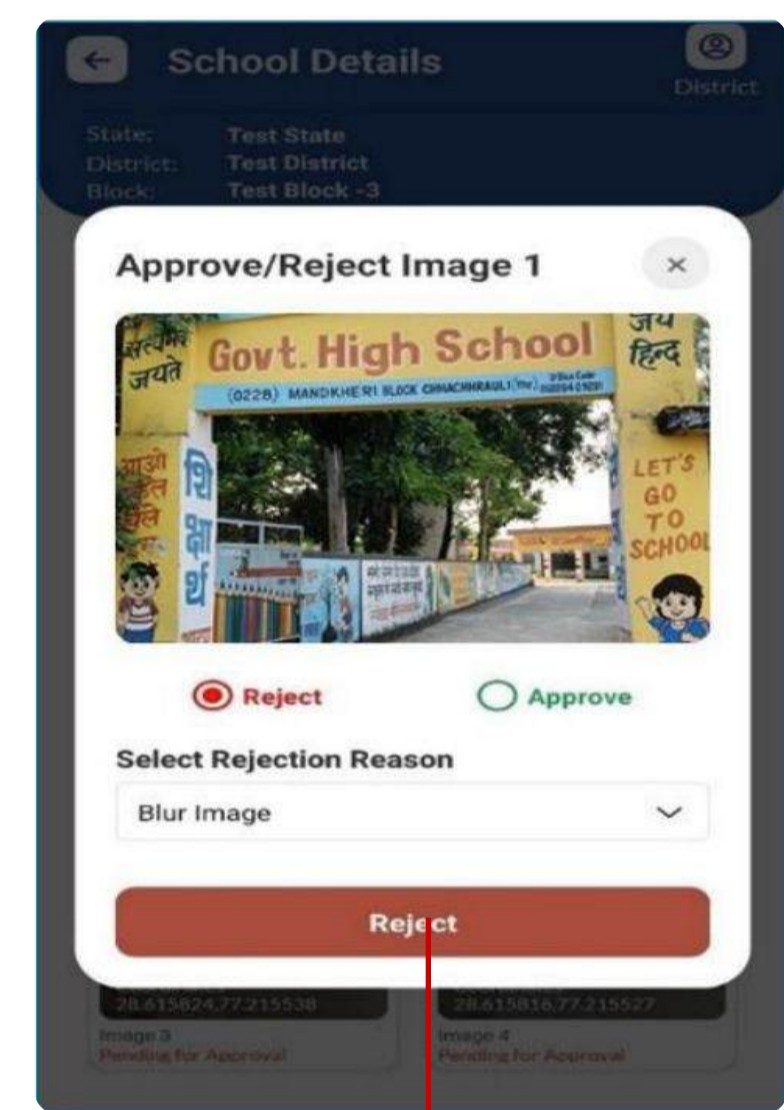 School Details
District
State: Test State
District: Test District
Block: Test Block -3
Approve/Reject Image 1
सत्यमेव
जयते
Govt. High School
जय
हिन्द
(0228) MANDKHERI BLOCK CHHACHHRAULI
आओ
खेल
शिक्षार्थ
LET'S
GO
TO
SCHOOL
Reject
Approve
Select Rejection Reason
Blur Image
Reject
28.615824,77.215538
28.615816,77.215527
Image 3
Image 4
Pending for Approval
Pending for Approval